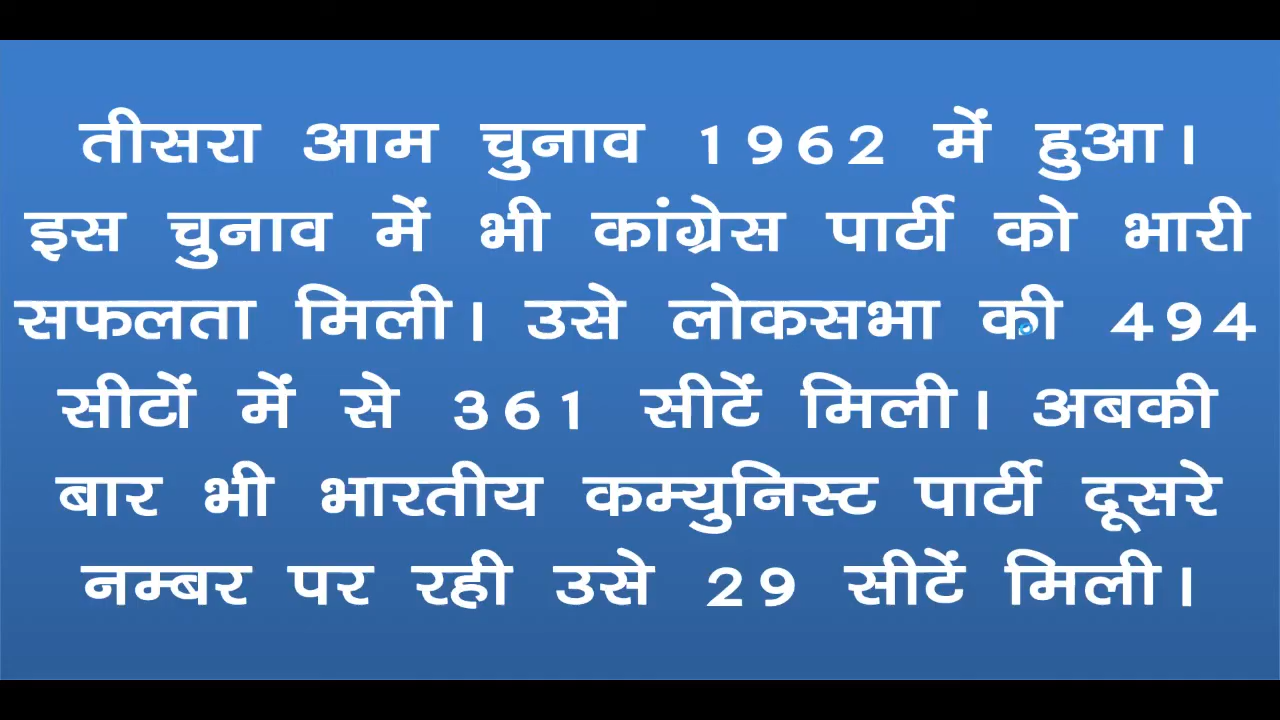 तीसरा आम चुनाव 1962 में हुआ।
इस चुनाव में भी कांग्रेस पार्टी को भारी
सफलता मिली। उसे लोकसभा की 494
सीटों में से 361 सीटें मिली। अबकी
बार भी भारतीय कम्युनिस्ट पार्टी दूसरे
नम्बर पर रही उसे 29 सीटें मिली।